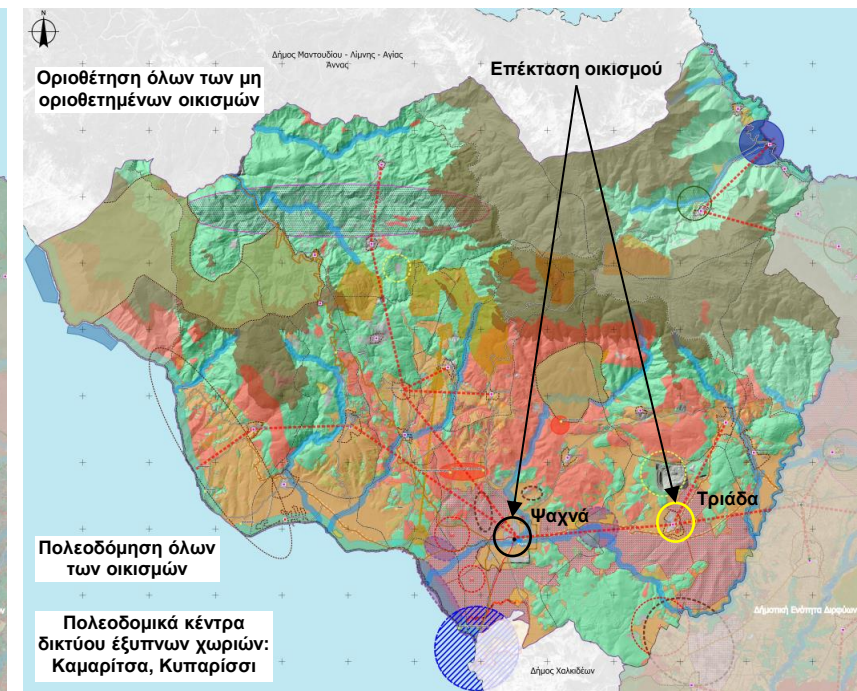 N
Δήμος Μαντουδίου - Λίμνης - Αγίας
Άννας
Οριοθέτηση όλων των μη
οριοθετημένων οικισμών
Επέκταση οικισμού
Ψαχνά
Τριάδα
Πολεοδόμηση όλων
των οικισμών
Πολεοδομικά κέντρα
δικτύου έξυπνων χωριών:
Καμαρίτσα, Κυπαρίσσι
Δημοτική Ενότητα Διρφύων
Δήμος Χαλκιδέων